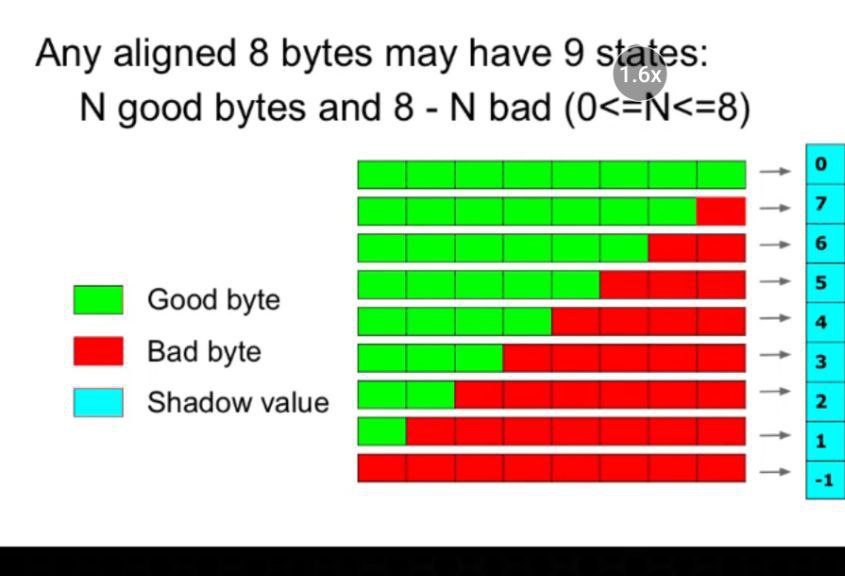 Any aligned 8 bytes may have 9 states:
1.6x
N good bytes and 8 - N bad (0<=N<=8)
0
7
6
5
4
3
2
1
-1
Good byte
Bad byte
Shadow value